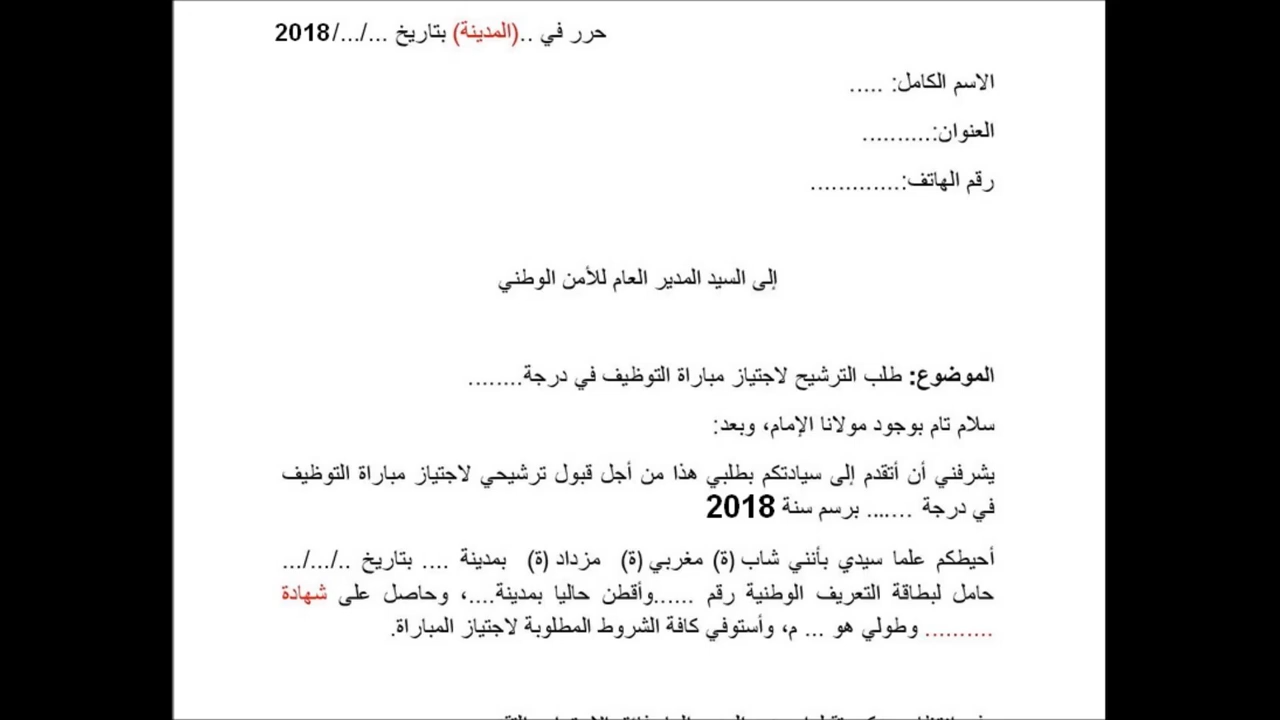 حرر في ..(المدينة) بتاريخ .../.../2018
الاسم الكامل: .....
العنوان:..........
رقم الهاتف:.............
إلى السيد المدير العام للأمن الوطني
الموضوع: طلب الترشيح لاجتياز مباراة التوظيف في درجة........
سلام تام بوجود مولانا الإمام، وبعد:
يشرفني أن أتقدم إلى سيادتكم بطلبي هذا من أجل قبول ترشيحي لاجتياز مباراة التوظيف
في درجة ....... برسم سنة 2018
أحيطكم علما سيدي بأنني شاب (ة) مغربي (ة) مزداد (ة) بمدينة .... بتاريخ ../.../...
حامل لبطاقة التعريف الوطنية رقم ......وأقطن حاليا بمدينة....، وحاصل على شهادة
.......... وطولي هو ... م، وأستوفي كافة الشروط المطلوبة لاجتياز المباراة.